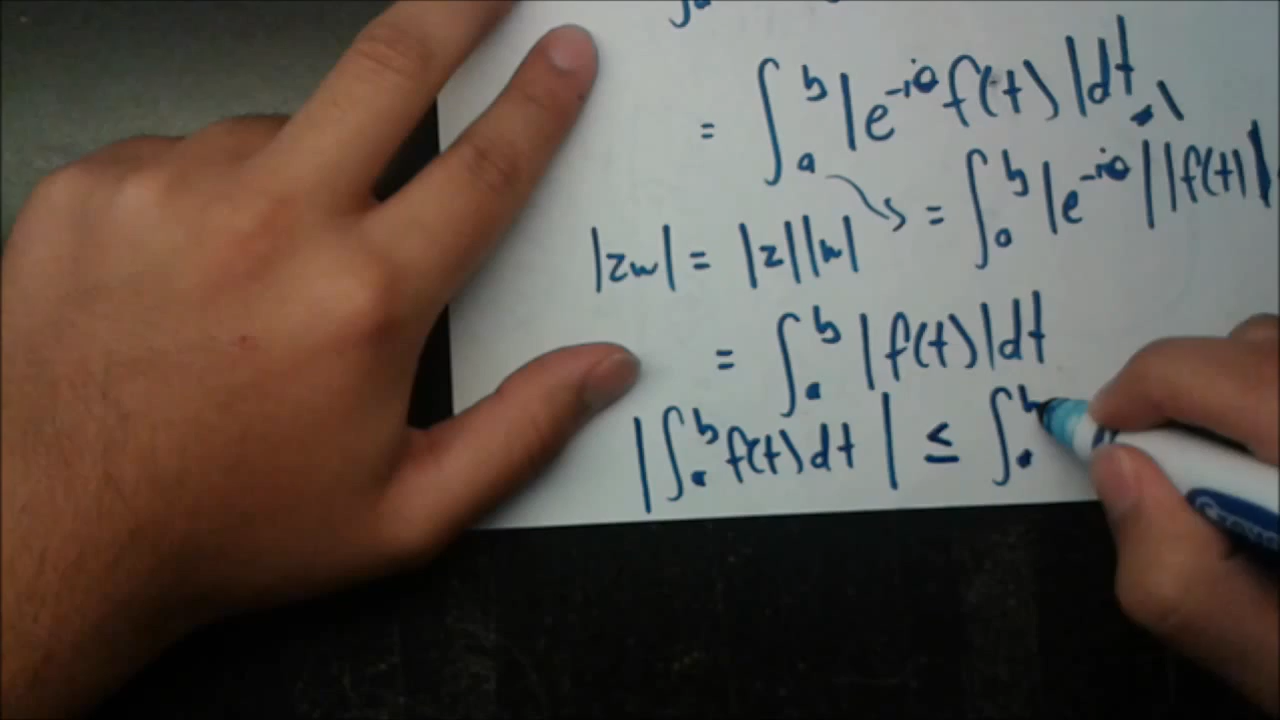 = ∫ₐᵇ |e^{-iθ} f(t)| dt
= ∫ₐᵇ |e^{-iθ}| |f(t)|
|zw| = |z||w|
= ∫ₐᵇ |f(t)| dt
|∫ₐᵇ f(t) dt| ≤ ∫ₐᵇ